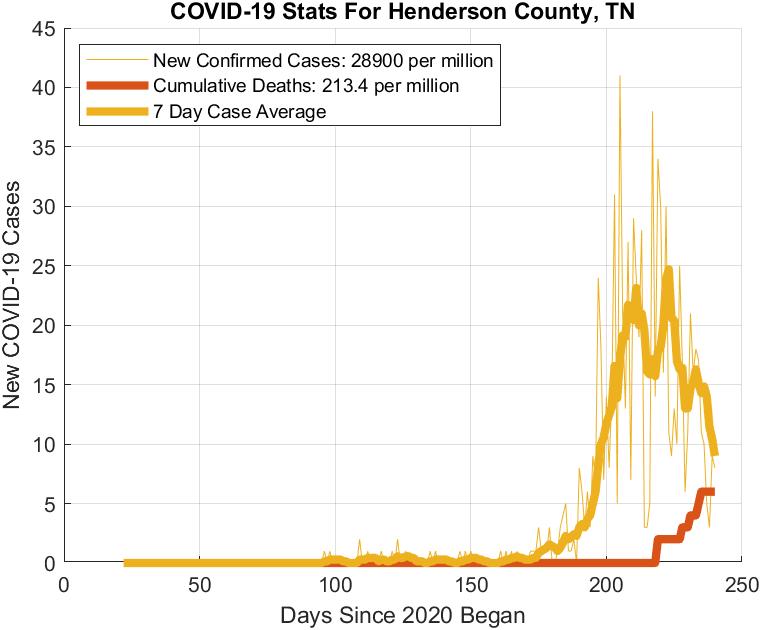 COVID-19 Stats For Henderson County, TN
New Confirmed Cases: 28900 per million
Cumulative Deaths: 213.4 per million
7 Day Case Average
New COVID-19 Cases
45
40
35
30
25
20
15
10
5
0
0 50 100 150 200 250
Days Since 2020 Began